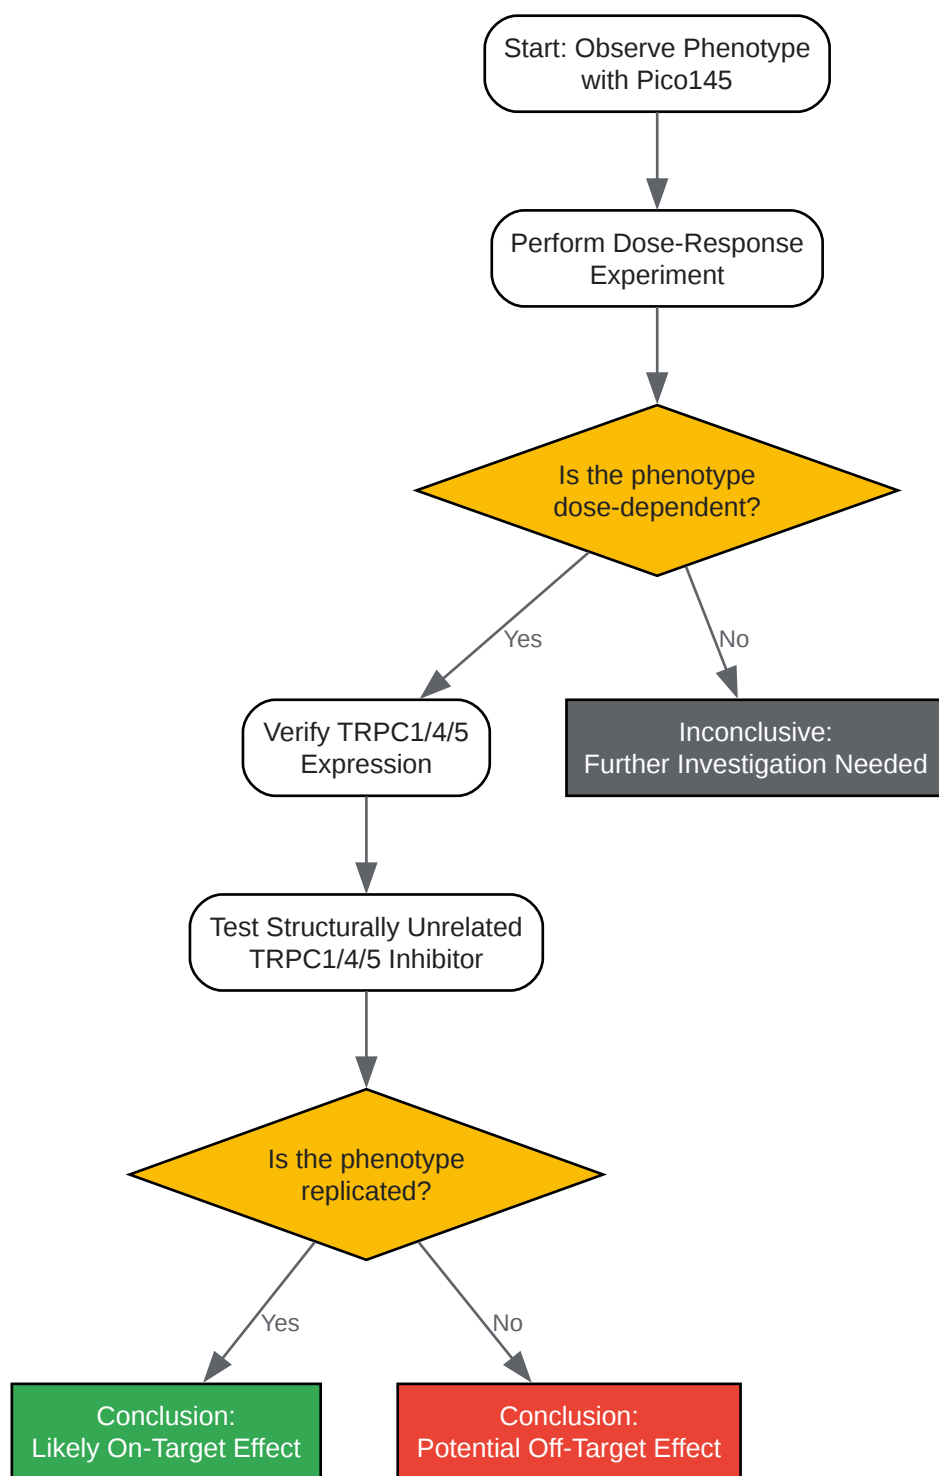 Start: Observe Phenotype
with Pico145
Perform Dose-Response
Experiment
Is the phenotype
dose-dependent?
Yes
No
Verify TRPC1/4/5
Expression
Inconclusive:
Further Investigation Needed
Test Structurally Unrelated
TRPC1/4/5 Inhibitor
Is the phenotype
replicated?
Yes
No
Conclusion:
Likely On-Target Effect
Conclusion:
Potential Off-Target Effect